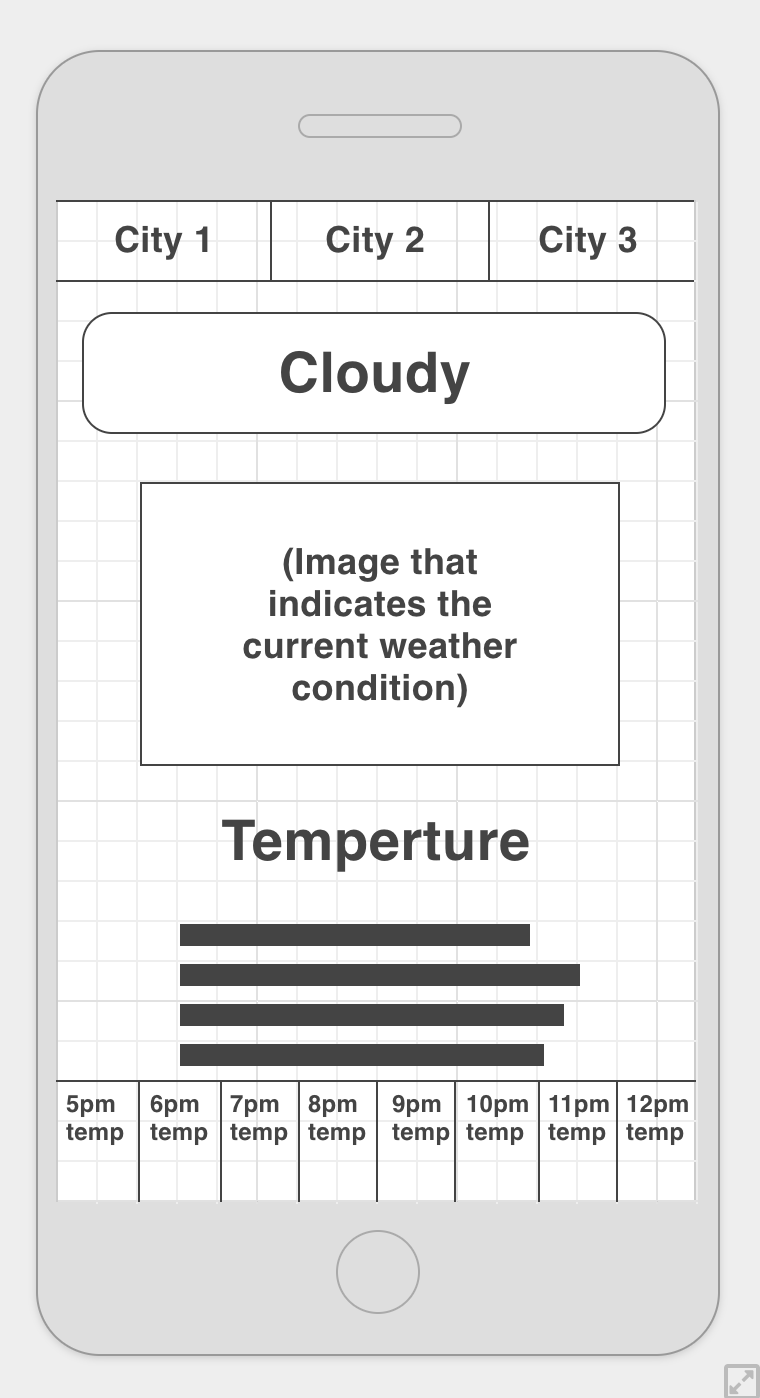 City 1 City 2 City 3
Cloudy
(Image that
indicates the
current weather
condition)
Temperture
5pm 6pm 7pm 8pm 9pm 10pm 11pm 12pm
temp temp temp temp temp temp temp temp